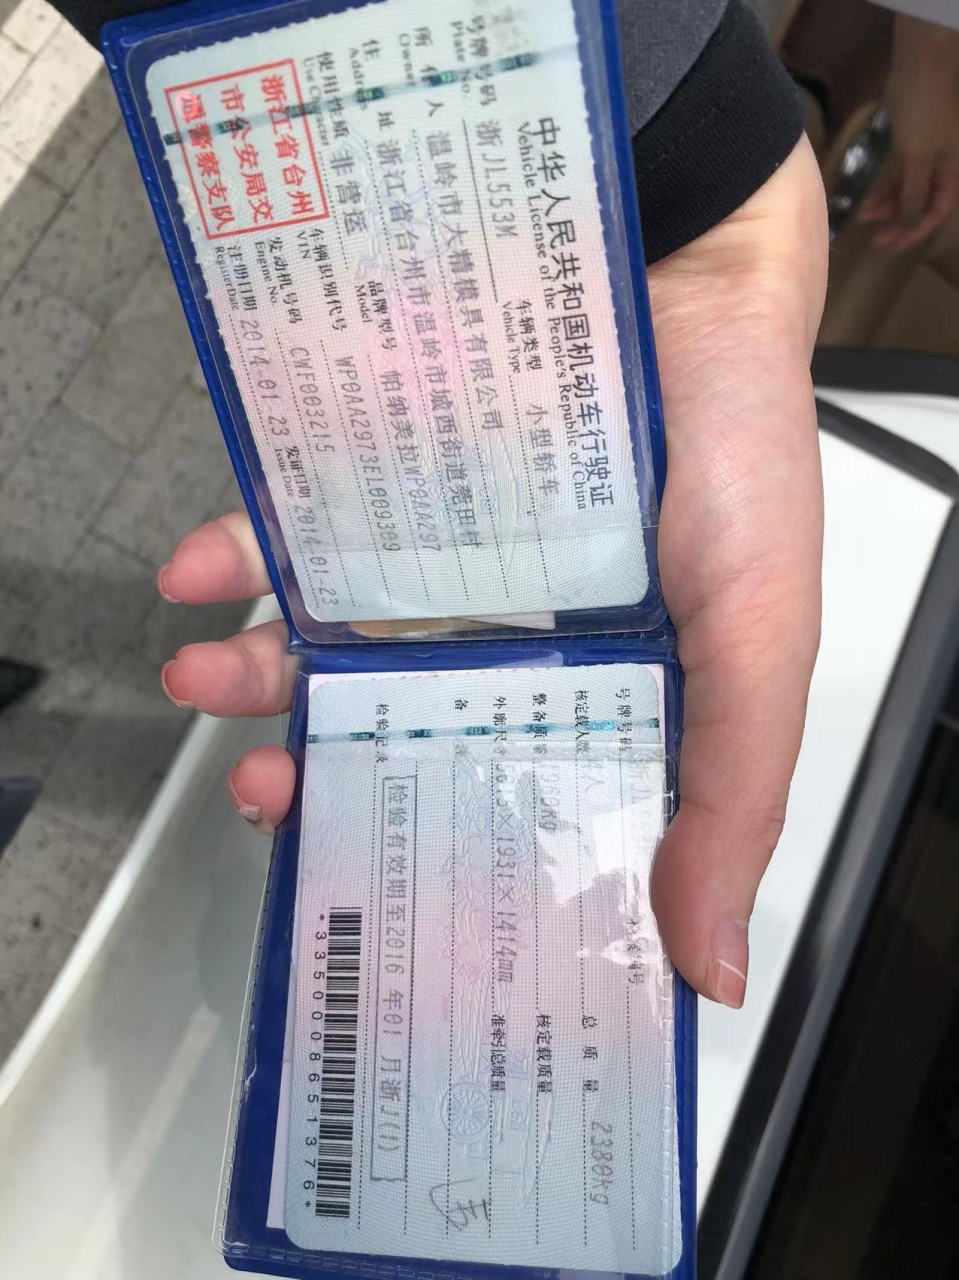 中华人民共和国机动车行驶证
Vehicle License of the People's Republic of China
号牌号码 浙J1553M 车辆类型 小型轿车
Plate No. Vehicle Type
所有人 温岭市大精模具有限公司
Owner
住址 浙江省台州市温岭市城西街道莞田村
Address
使用性质 非营运 品牌型号 帕纳美拉WP0AA297
Use Character Model
浙江省台州
市公安局交
通警察支队
车辆识别代号 WP0AA2973EL009309
VIN
发动机号码 CWF003215
Engine No.
注册日期 2014-01-23 发证日期 2014-01-23
Register Date Issue Date
号牌号码
核定载人数 4人 总质量 2380kg
整备质量 1960kg 核定载质量
外廓尺寸 5015×1931×1414mm 准牵引总质量
备
检验记录 检验有效期至2016年01月浙J(1)
*3350008651376*